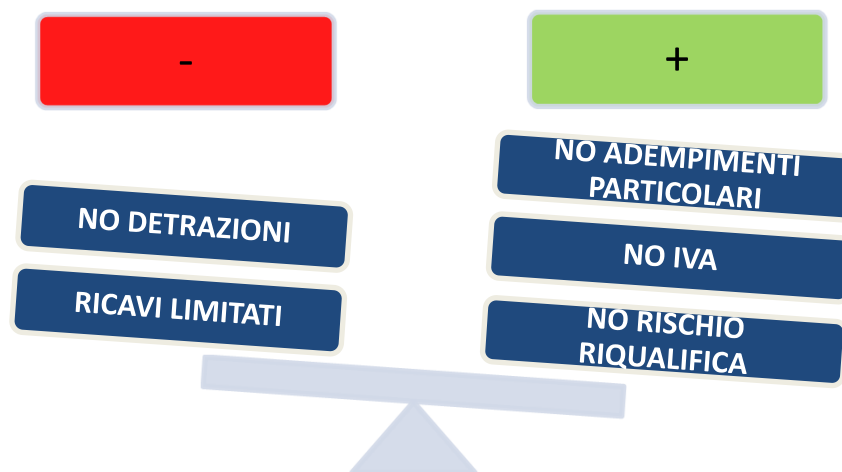 -
+
NO DETRAZIONI
RICAVI LIMITATI
NO ADEMPIMENTI
PARTICOLARI
NO IVA
NO RISCHIO
RIQUALIFICA